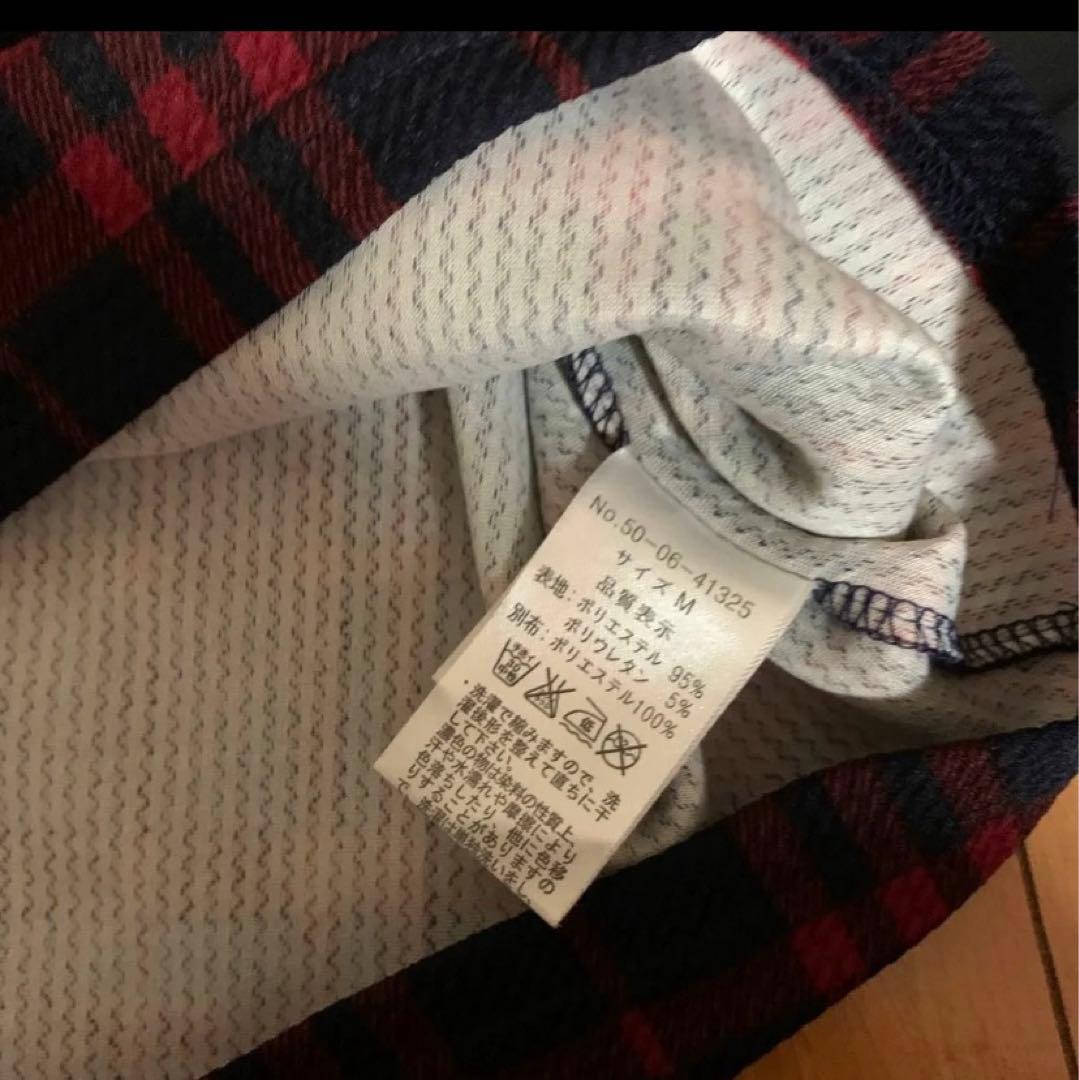 No.50-06-41325
サイズ M
品質表示
表地:ポリエステル 95%
ポリウレタン 5%
別布:ポリエステル100%
・洗濯で縮みますので、洗
濯後形を整えて直ちに干
して下さい。
濃色の物は染料の性質上、
汗や水濡れや摩擦により
色落ちしたり、他に色移
りすることがありますの
で、